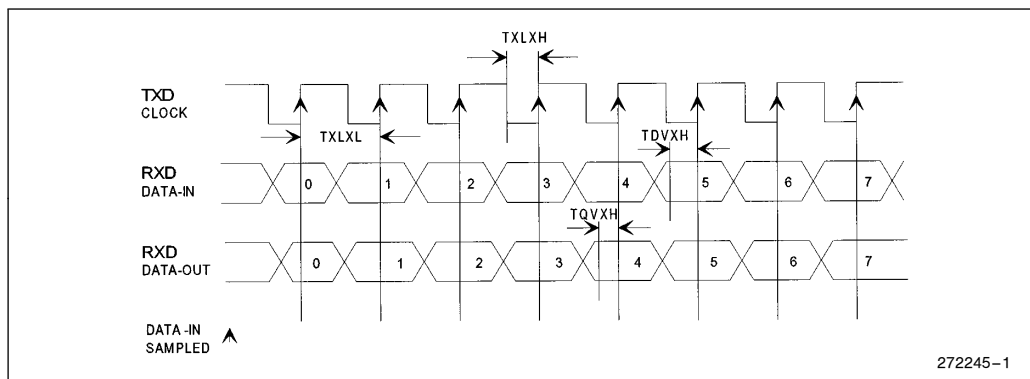 TXLXH
TXD
CLOCK
TXLXL
TDVXH
RXD
DATA-IN
0 1 2 3 4 5 6 7
TQVXH
RXD
DATA-OUT
0 1 2 3 4 5 6 7
DATA-IN
SAMPLED
272245-1